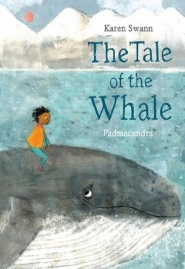 Karen Swann
The Tale
of the
Whale
Padmacandra